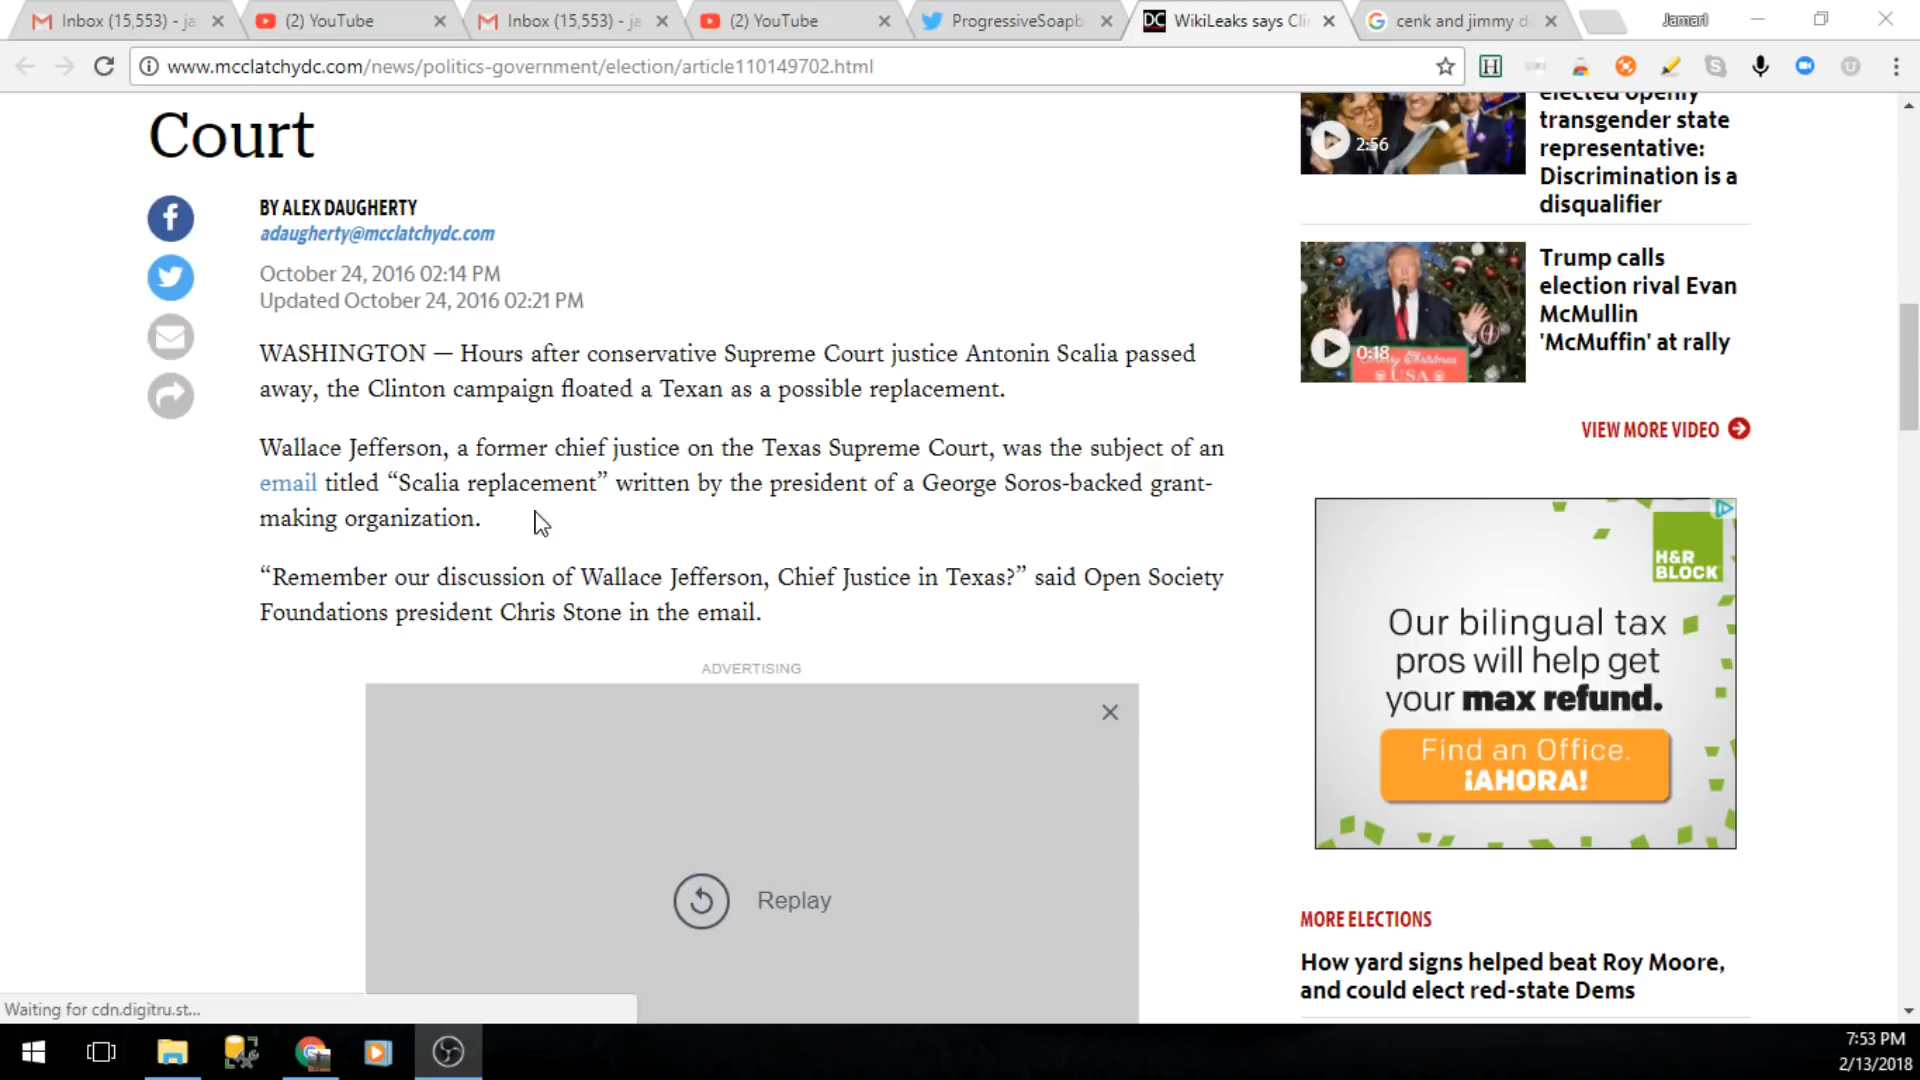 Inbox (15,553) - ja
(2) YouTube
Inbox (15,553) - ja
(2) YouTube
ProgressiveSoapb
DC
WikiLeaks says Cli
cenk and jimmy d
Jamarl
www.mcclatchydc.com/news/politics-government/election/article110149702.html
Court
BY ALEX DAUGHERTY
adaugherty@mcclatchydc.com
October 24, 2016 02:14 PM
Updated October 24, 2016 02:21 PM
WASHINGTON — Hours after conservative Supreme Court justice Antonin Scalia passed
away, the Clinton campaign floated a Texan as a possible replacement.
Wallace Jefferson, a former chief justice on the Texas Supreme Court, was the subject of an
email titled “Scalia replacement” written by the president of a George Soros-backed grant-
making organization.
“Remember our discussion of Wallace Jefferson, Chief Justice in Texas?” said Open Society
Foundations president Chris Stone in the email.
ADVERTISING
Replay
2:56
elected openly
transgender state
representative:
Discrimination is a
disqualifier
0:18
USA
Trump calls
election rival Evan
McMullin
'McMuffin' at rally
VIEW MORE VIDEO
H&R
BLOCK
Our bilingual tax
pros will help get
your max refund.
Find an Office.
¡AHORA!
MORE ELECTIONS
How yard signs helped beat Roy Moore,
and could elect red-state Dems
Waiting for cdn.digitru.st...
7:53 PM
2/13/2018